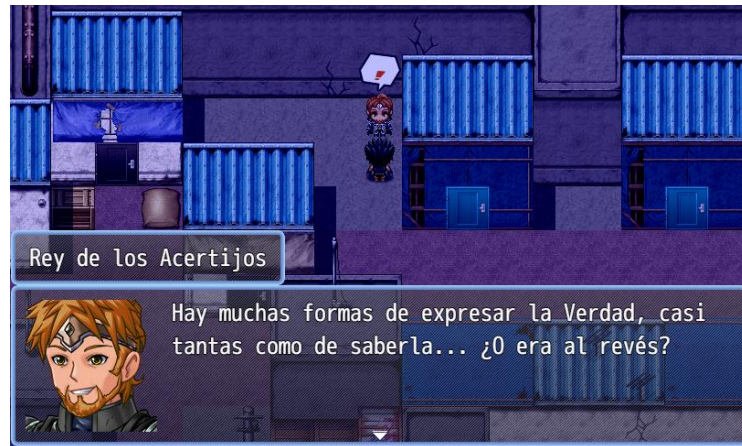 Rey de los Acertijos
Hay muchas formas de expresar la Verdad, casi
tantas como de saberla... ¿O era al revés?